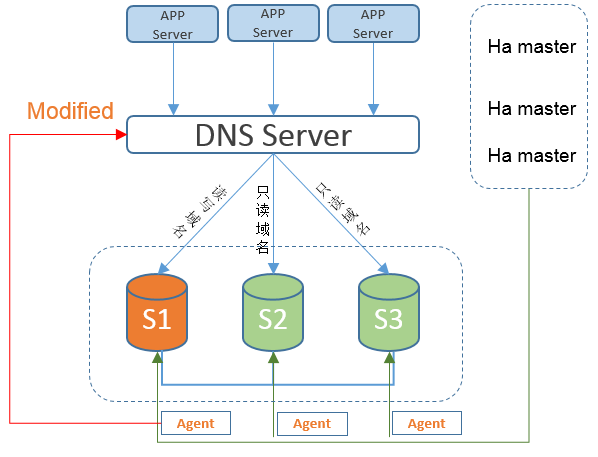 APP
Server
APP
Server
APP
Server
Ha master
Ha master
Ha master
Modified
DNS Server
读写域名
只读域名
只读域名
S1
S2
S3
Agent
Agent
Agent